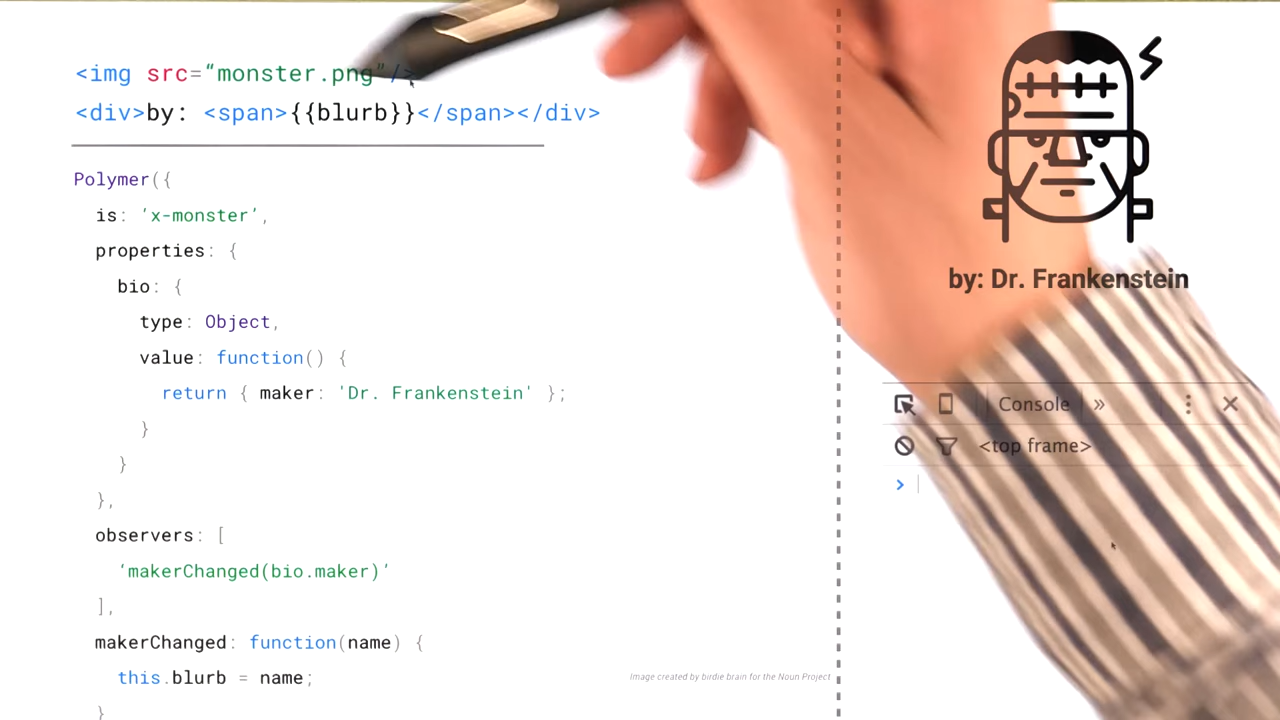 <img src=“monster.png”/>
<div>by: <span>{{blurb}}</span></div>
Polymer({
is: ‘x-monster’,
properties: {
bio: {
type: Object,
value: function() {
return { maker: 'Dr. Frankenstein' };
}
}
},
observers: [
‘makerChanged(bio.maker)’
],
makerChanged: function(name) {
this.blurb = name;
}
Image created by birdie brain for the Noun Project
by: Dr. Frankenstein
Console »
<top frame>
>